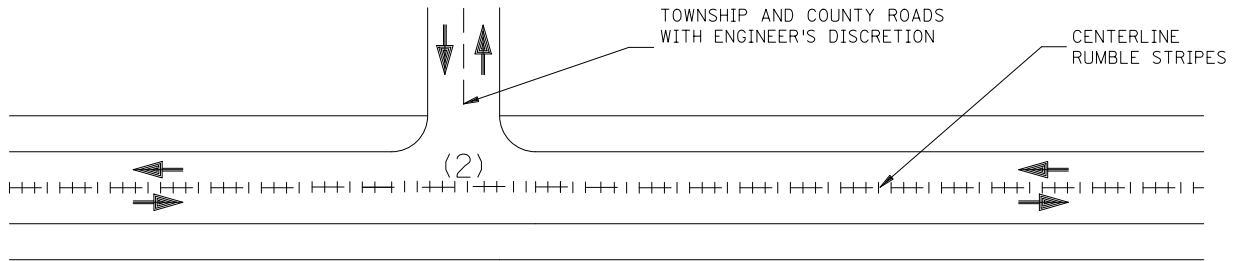 TOWNSHIP AND COUNTY ROADS
WITH ENGINEER'S DISCRETION
CENTERLINE
RUMBLE STRIPES
(2)